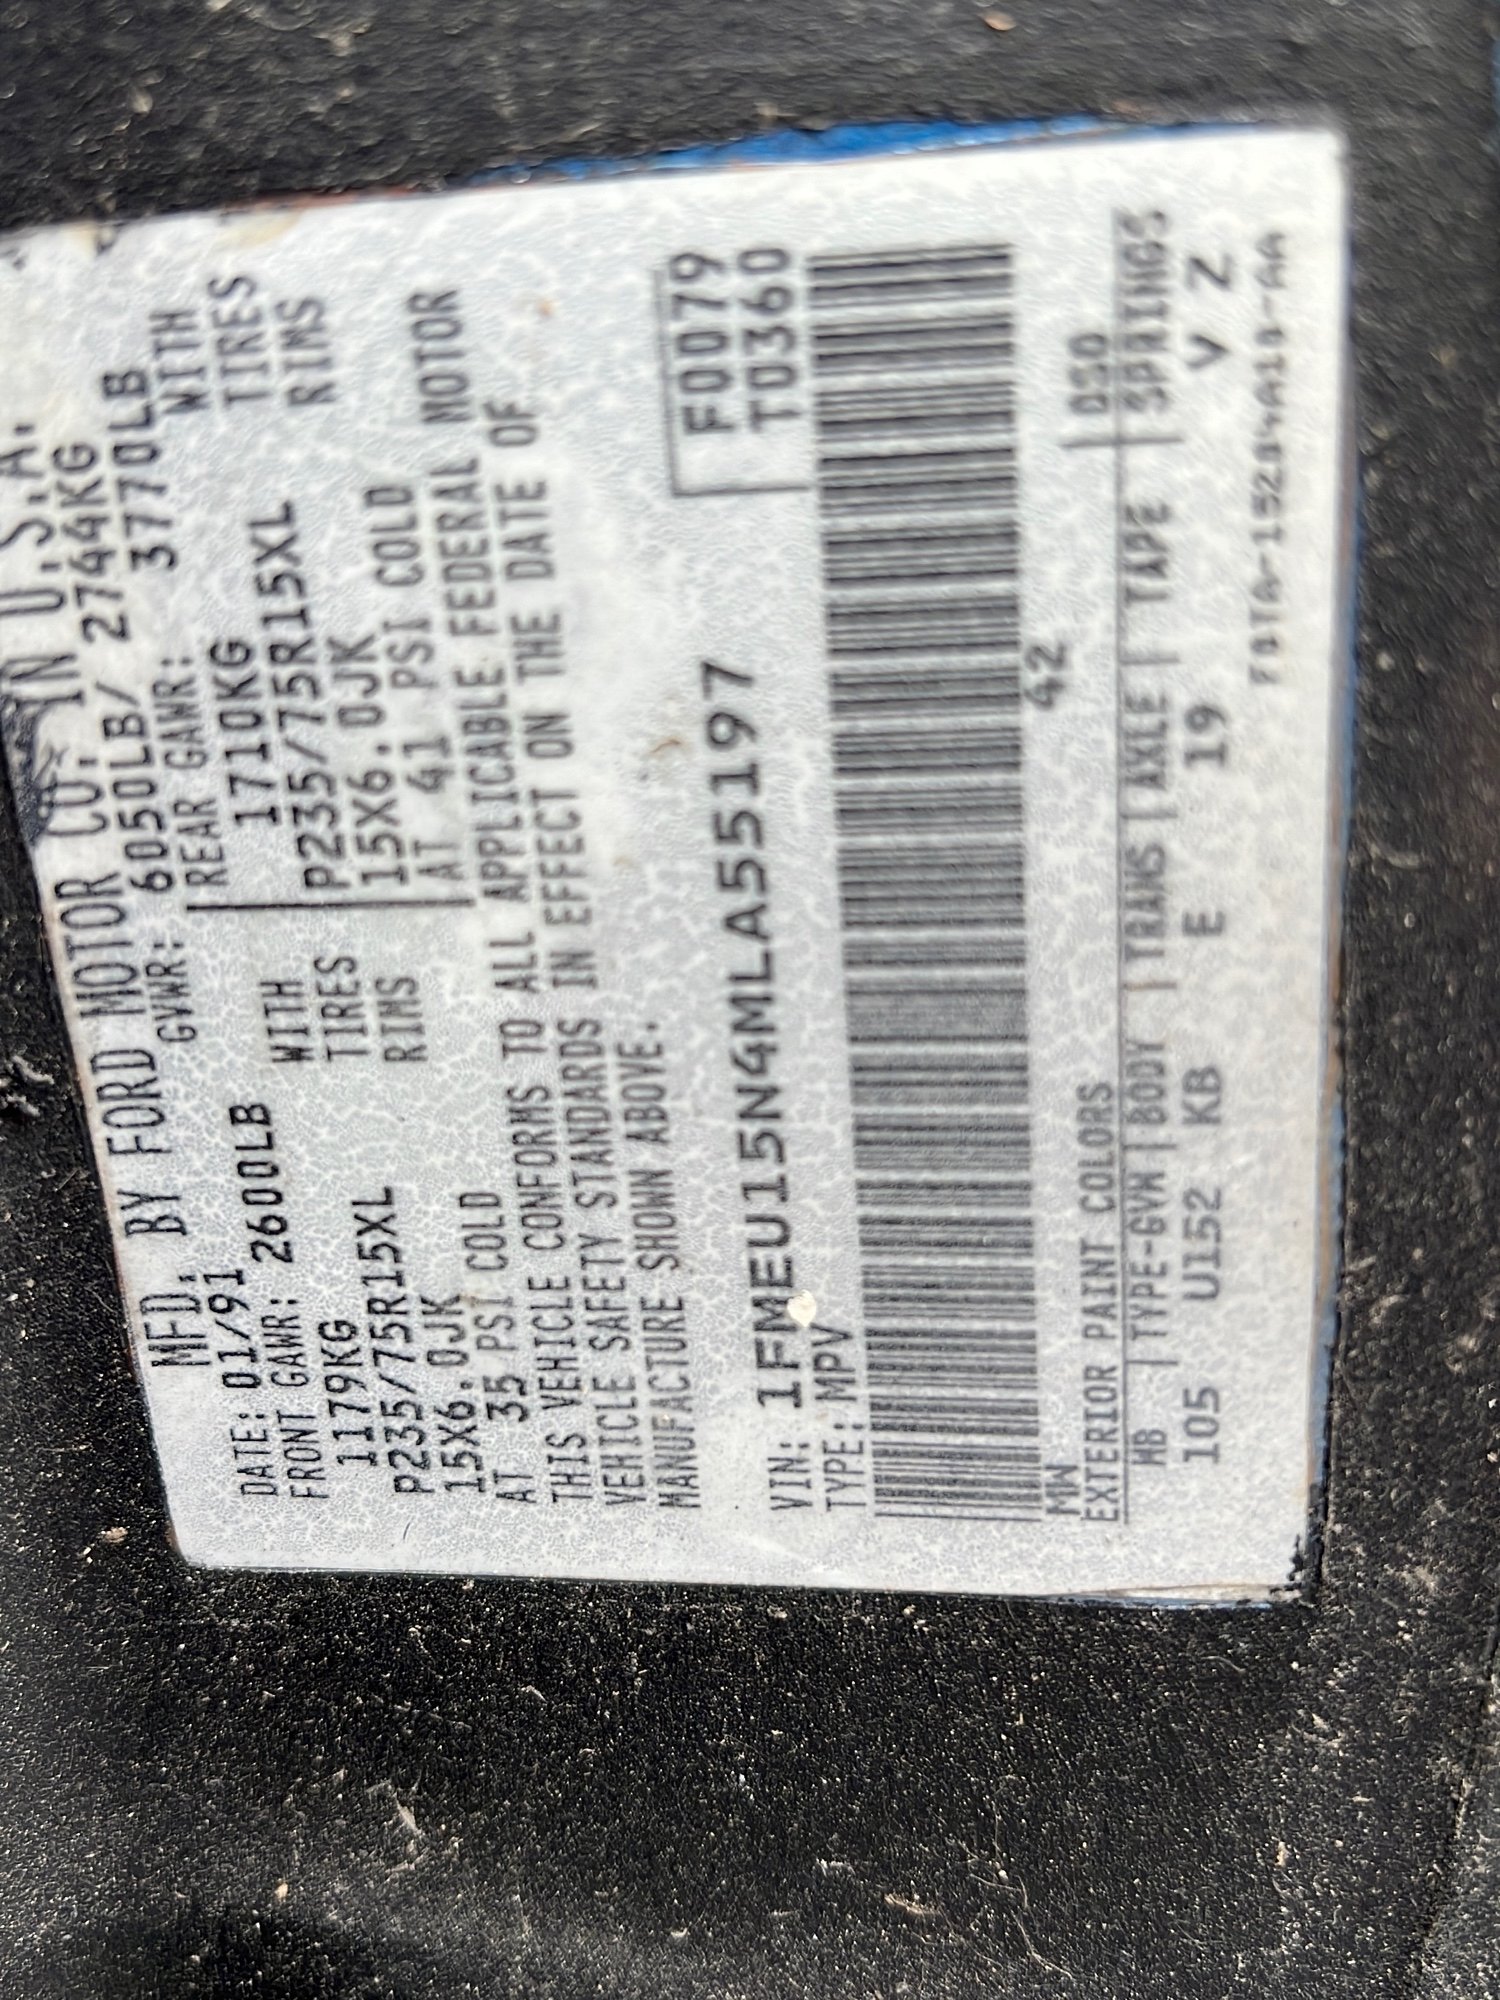 MFD. BY FORD MOTOR CO. IN U.S.A.
DATE: 01/91 GVWR: 6050LB/ 2744KG
FRONT GAWR: 2600LB REAR GAWR: 3770LB
1179KG WITH 1710KG WITH
P235/75R15XL TIRES P235/75R15XL TIRES
15X6.0JK RIMS 15X6.0JK RIMS
AT 35 PSI COLD AT 41 PSI COLD
THIS VEHICLE CONFORMS TO ALL APPLICABLE FEDERAL MOTOR
VEHICLE SAFETY STANDARDS IN EFFECT ON THE DATE OF
MANUFACTURE SHOWN ABOVE.
F0079
T0360
VIN: 1FMEU15N4MLA55197
TYPE: MPV
42
MW
EXTERIOR PAINT COLORS DSO
WB | TYPE-GVW | BODY | TRANS | AXLE | TAPE | SPRINGS
105 U152 KB E 19 V Z